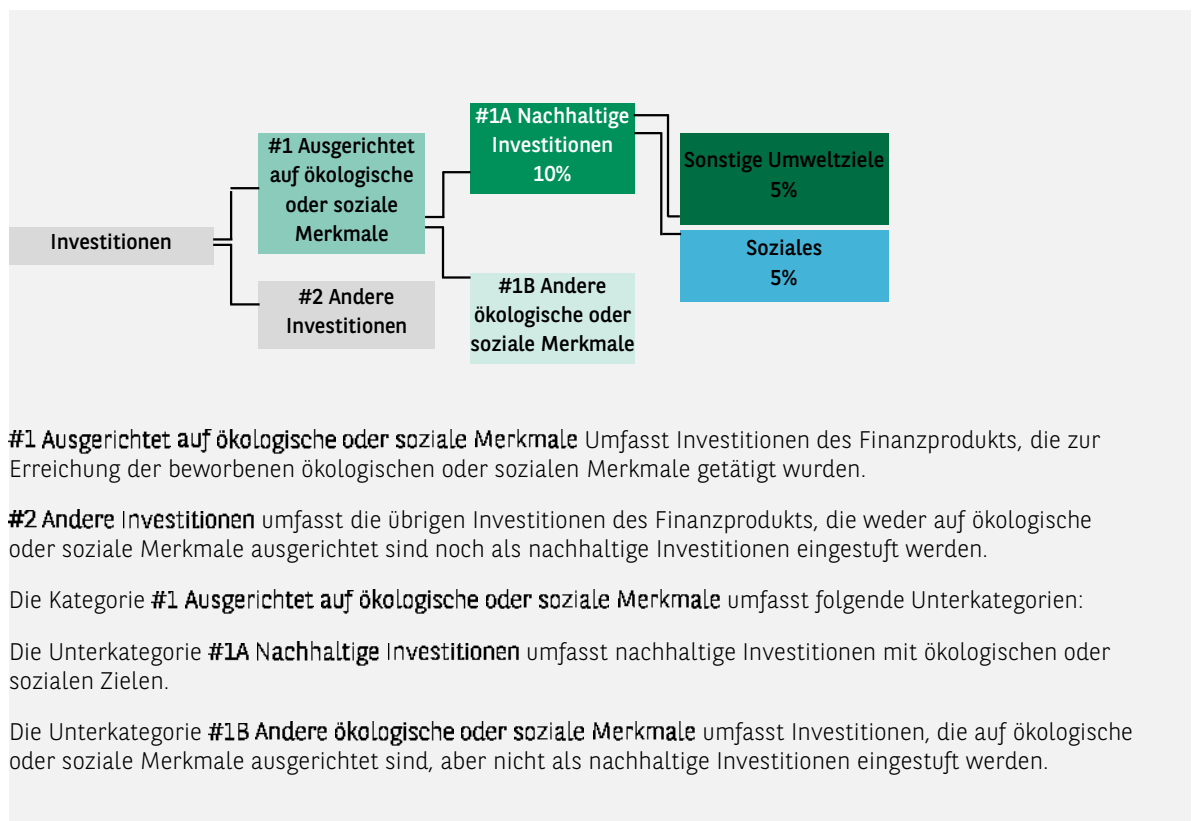 Investitionen
#1 Ausgerichtet
auf ökologische
oder soziale
Merkmale
#2 Andere
Investitionen
#1A Nachhaltige
Investitionen
10%
#1B Andere
ökologische oder
soziale Merkmale
Sonstige Umweltziele
5%
Soziales
5%
#1 Ausgerichtet auf ökologische oder soziale Merkmale Umfasst Investitionen des Finanzprodukts, die zur
Erreichung der beworbenen ökologischen oder sozialen Merkmale getätigt wurden.
#2 Andere Investitionen umfasst die übrigen Investitionen des Finanzprodukts, die weder auf ökologische
oder soziale Merkmale ausgerichtet sind noch als nachhaltige Investitionen eingestuft werden.
Die Kategorie #1 Ausgerichtet auf ökologische oder soziale Merkmale umfasst folgende Unterkategorien:
Die Unterkategorie #1A Nachhaltige Investitionen umfasst nachhaltige Investitionen mit ökologischen oder
sozialen Zielen.
Die Unterkategorie #1B Andere ökologische oder soziale Merkmale umfasst Investitionen, die auf ökologische
oder soziale Merkmale ausgerichtet sind, aber nicht als nachhaltige Investitionen eingestuft werden.